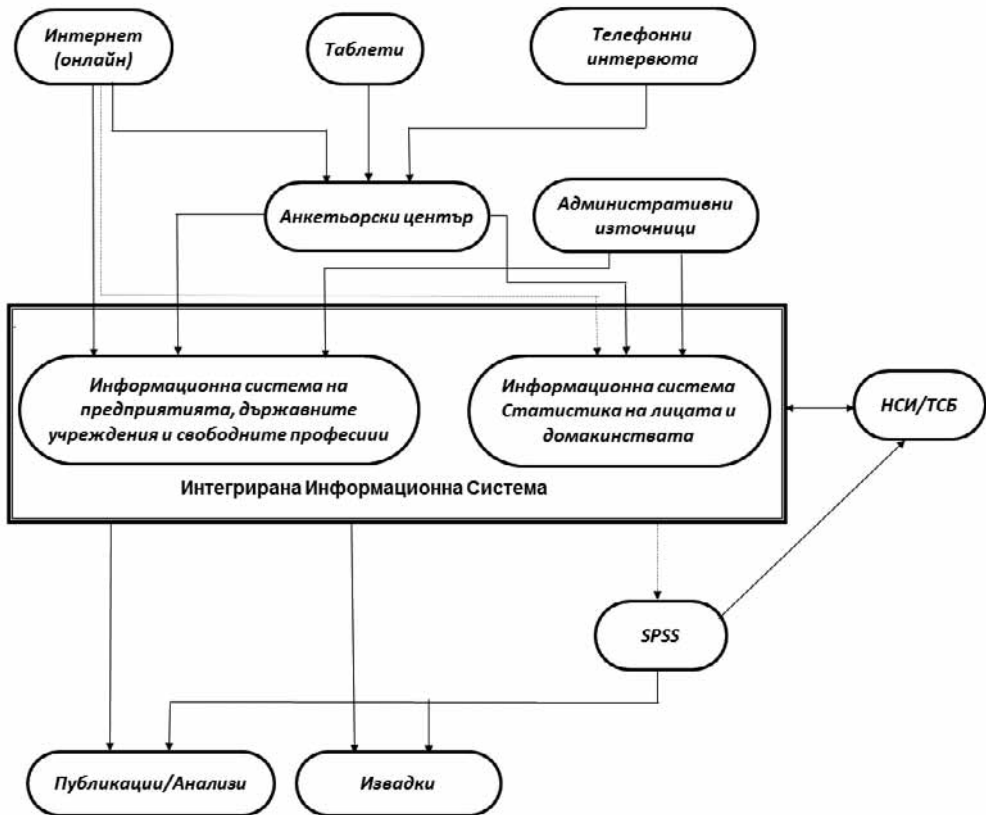 Интернет
(онлайн)
Таблети
Телефонни
интервюта
Анкетьорски център
Административни
източници
Информационна система на
предприятията, държавните
учреждения и свободните професиии
Информационна система
Статистика на лицата и
домакинствата
НСИ/ТСБ
Интегрирана Информационна Система
SPSS
Публикации/Анализи
Извадки